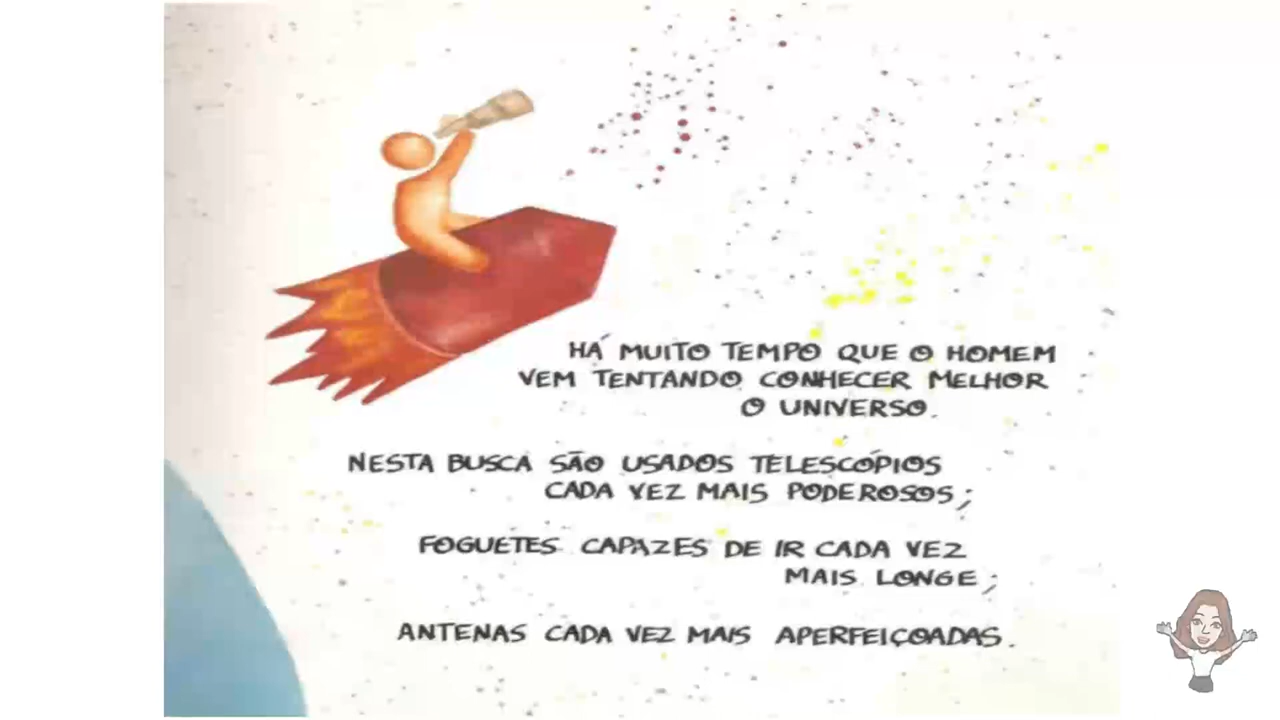 HÁ MUITO TEMPO QUE O HOMEM
VEM TENTANDO CONHECER MELHOR
O UNIVERSO.
NESTA BUSCA SÃO USADOS TELESCÓPIOS
CADA VEZ MAIS PODEROSOS;
FOGUETES CAPAZES DE IR CADA VEZ
MAIS LONGE;
ANTENAS CADA VEZ MAIS APERFEIÇOADAS.